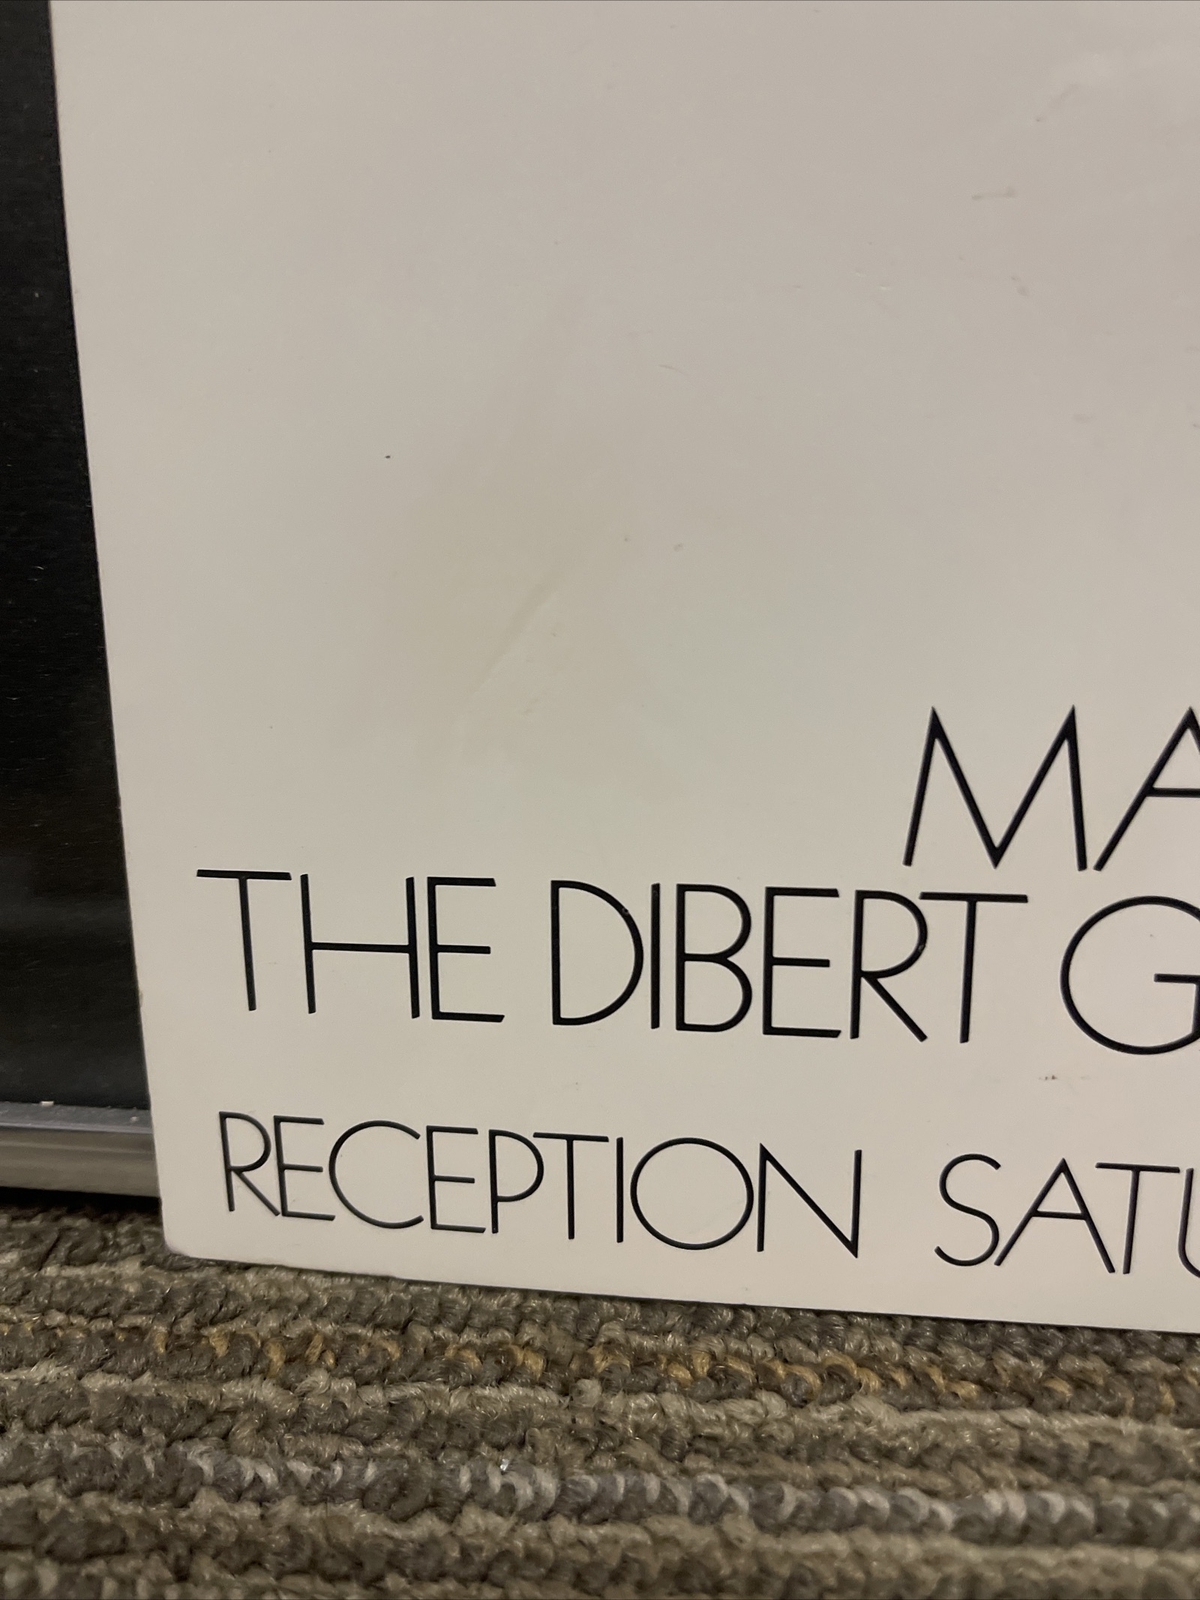 MA
THE DIBERT G
RECEPTION SATU